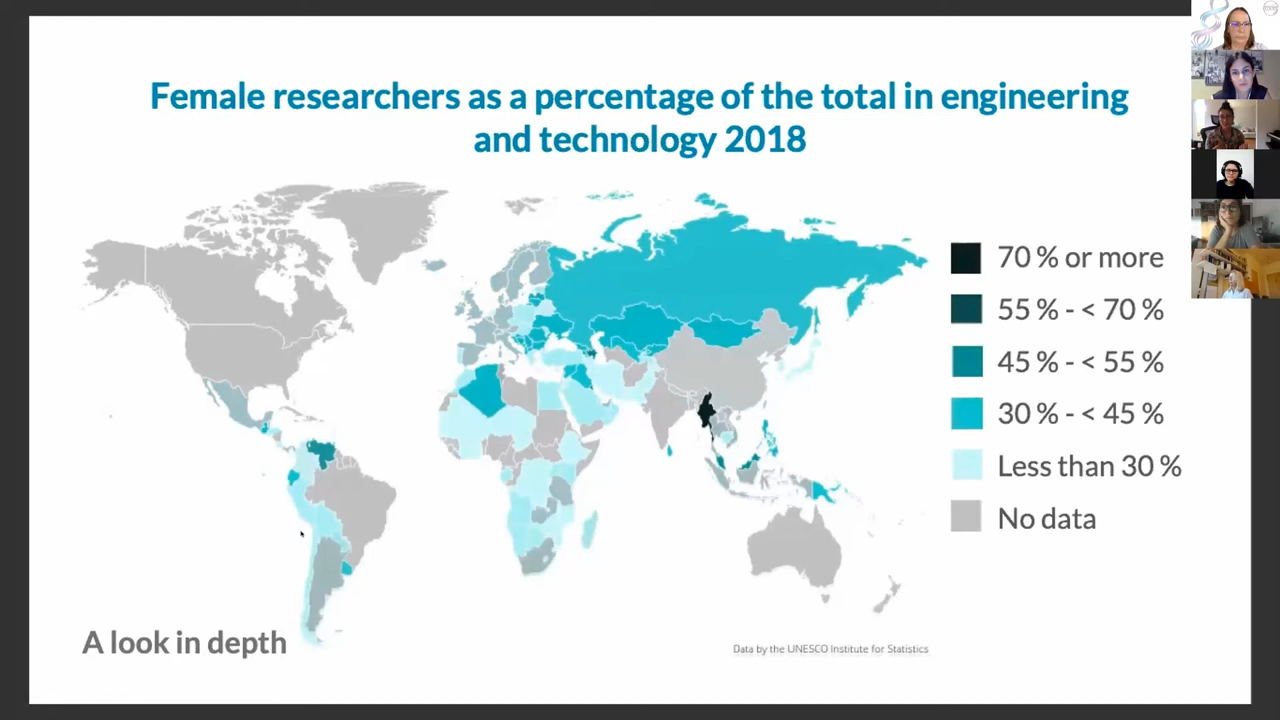 Female researchers as a percentage of the total in engineering
and technology 2018
70 % or more
55 % - < 70 %
45 % - < 55 %
30 % - < 45 %
Less than 30 %
No data
A look in depth
Data by the UNESCO Institute for Statistics